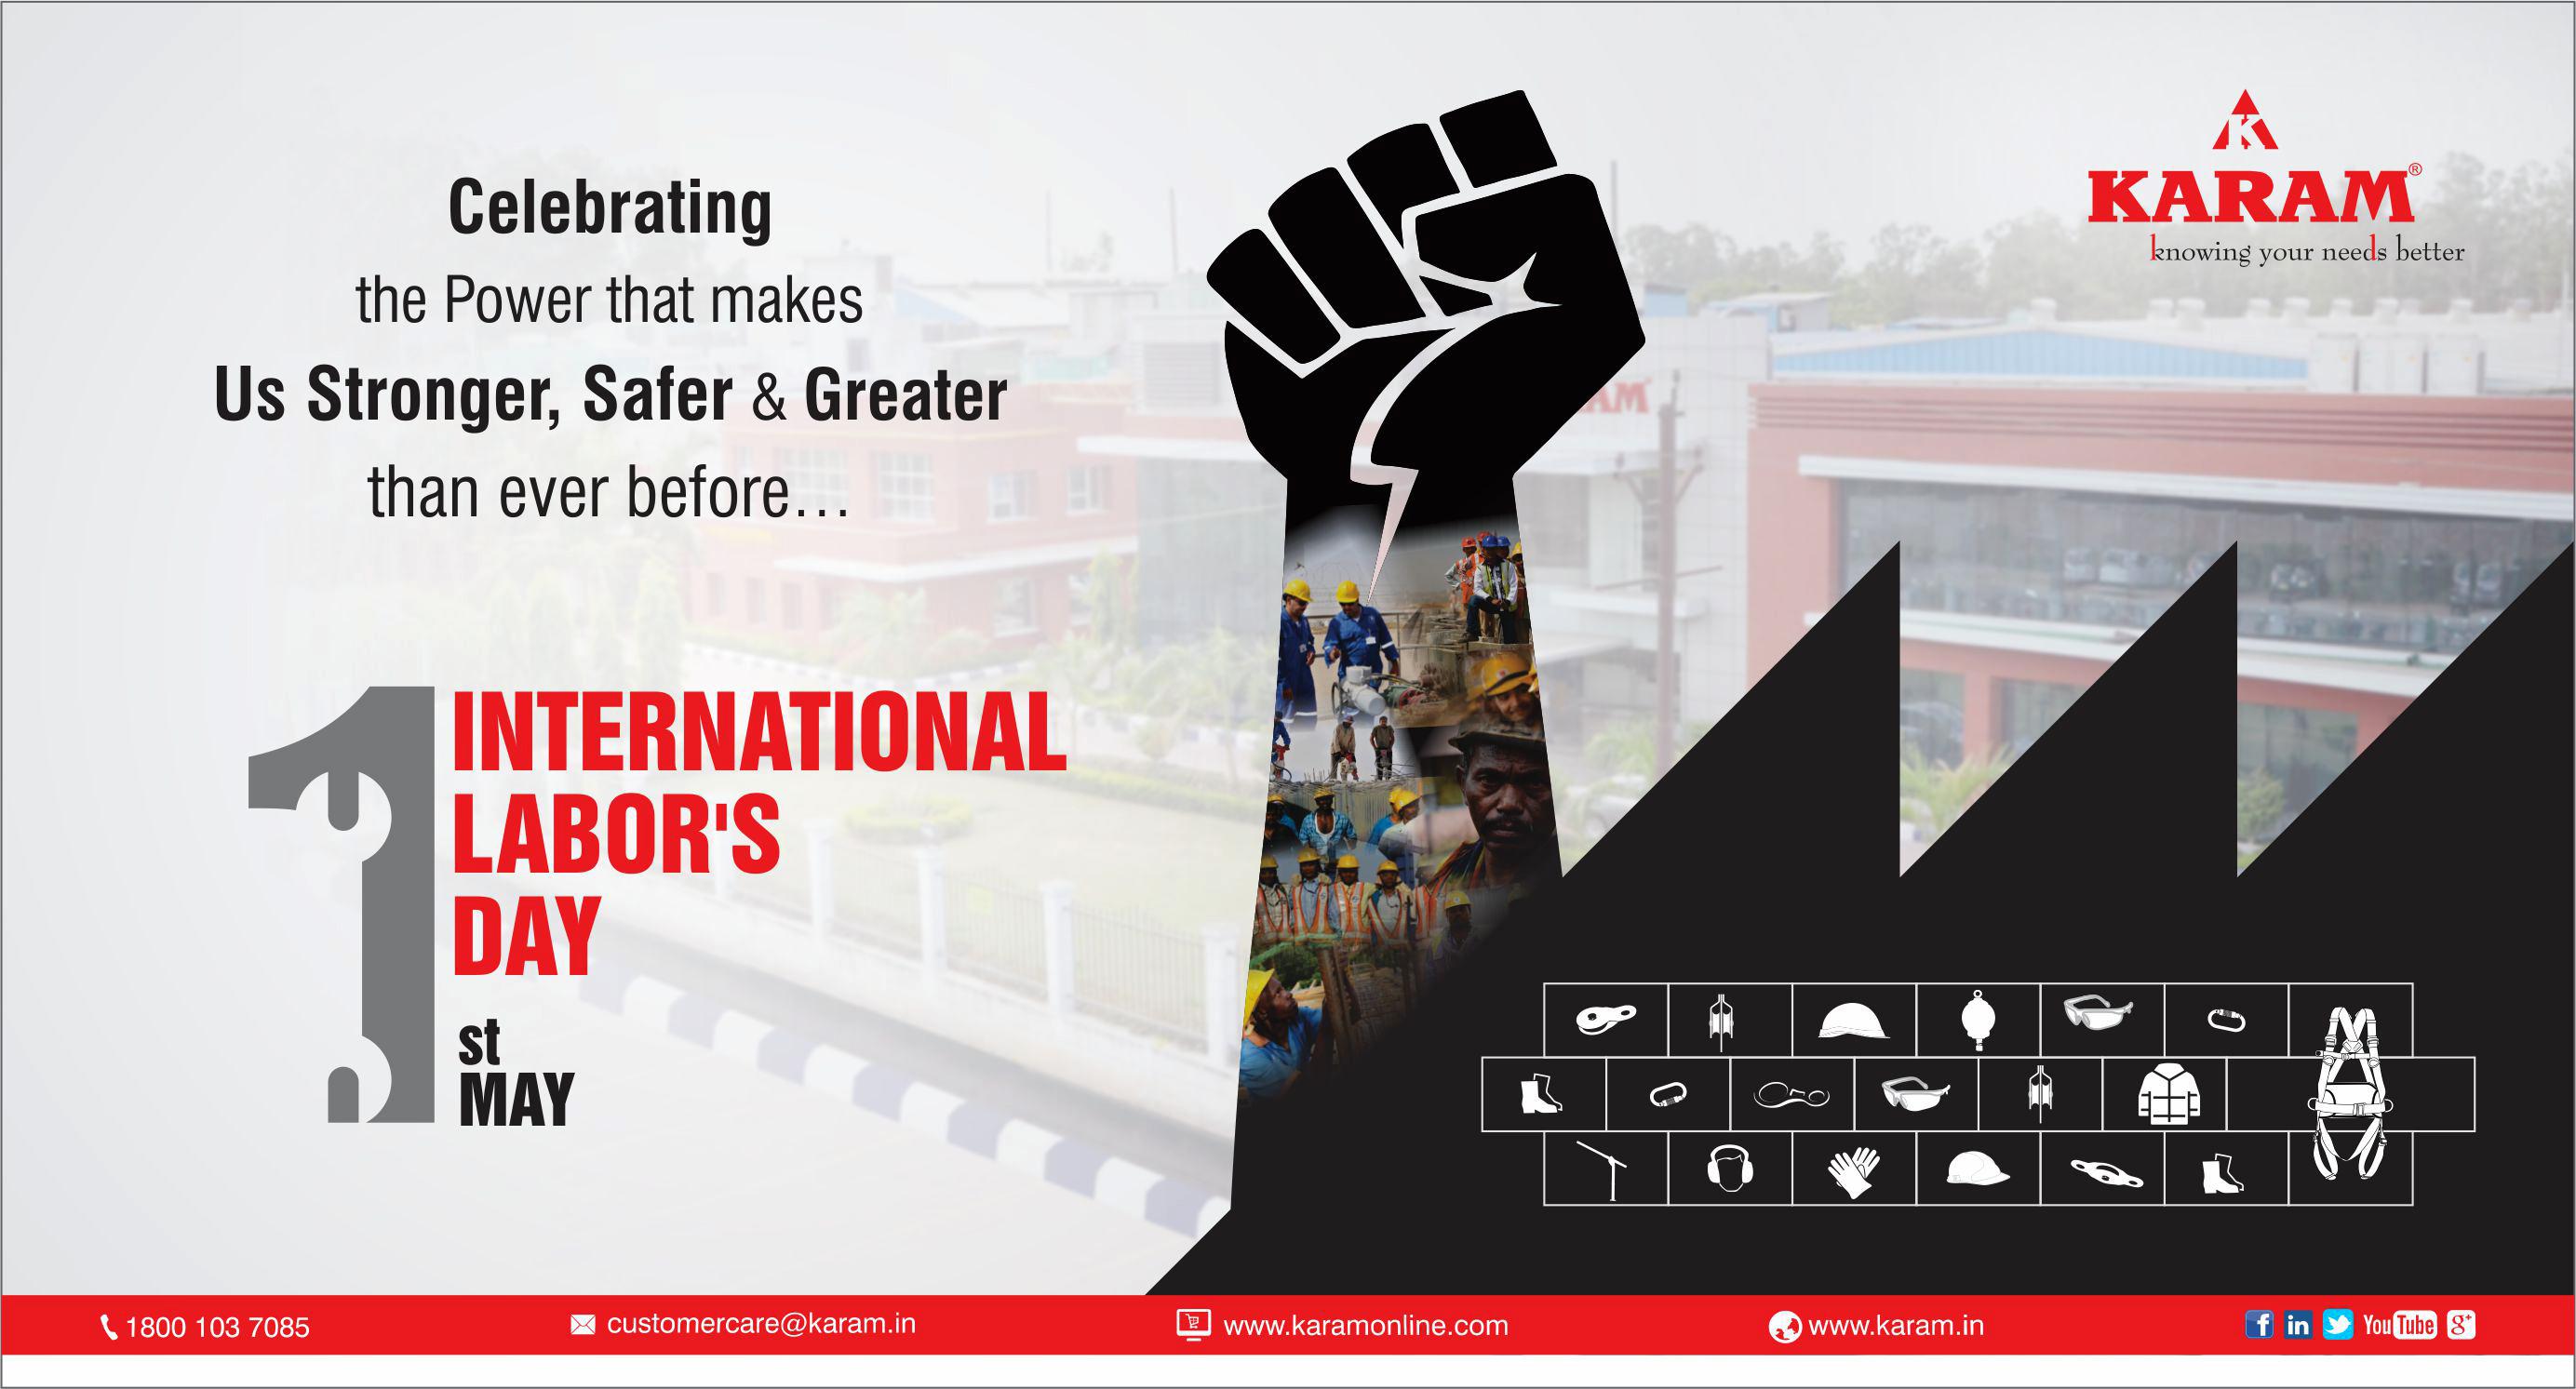 Celebrating
the Power that makes
Us Stronger, Safer & Greater
than ever before...
1
INTERNATIONAL
LABOR'S
DAY
st
MAY
K
KARAM®
knowing your needs better
AM
1800 103 7085
customercare@karam.in
www.karamonline.com
www.karam.in
f in YouTube g+